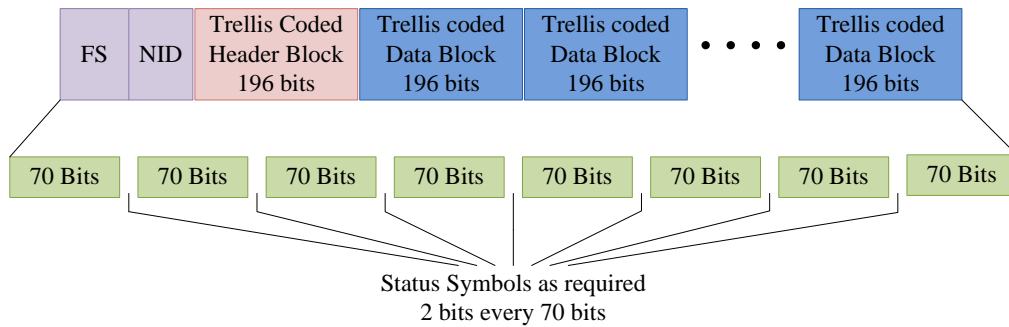 FS
NID
Trellis Coded
Header Block
196 bits
Trellis coded
Data Block
196 bits
Trellis coded
Data Block
196 bits
Trellis coded
Data Block
196 bits
70 Bits
70 Bits
70 Bits
70 Bits
70 Bits
70 Bits
70 Bits
70 Bits
Status Symbols as required
2 bits every 70 bits